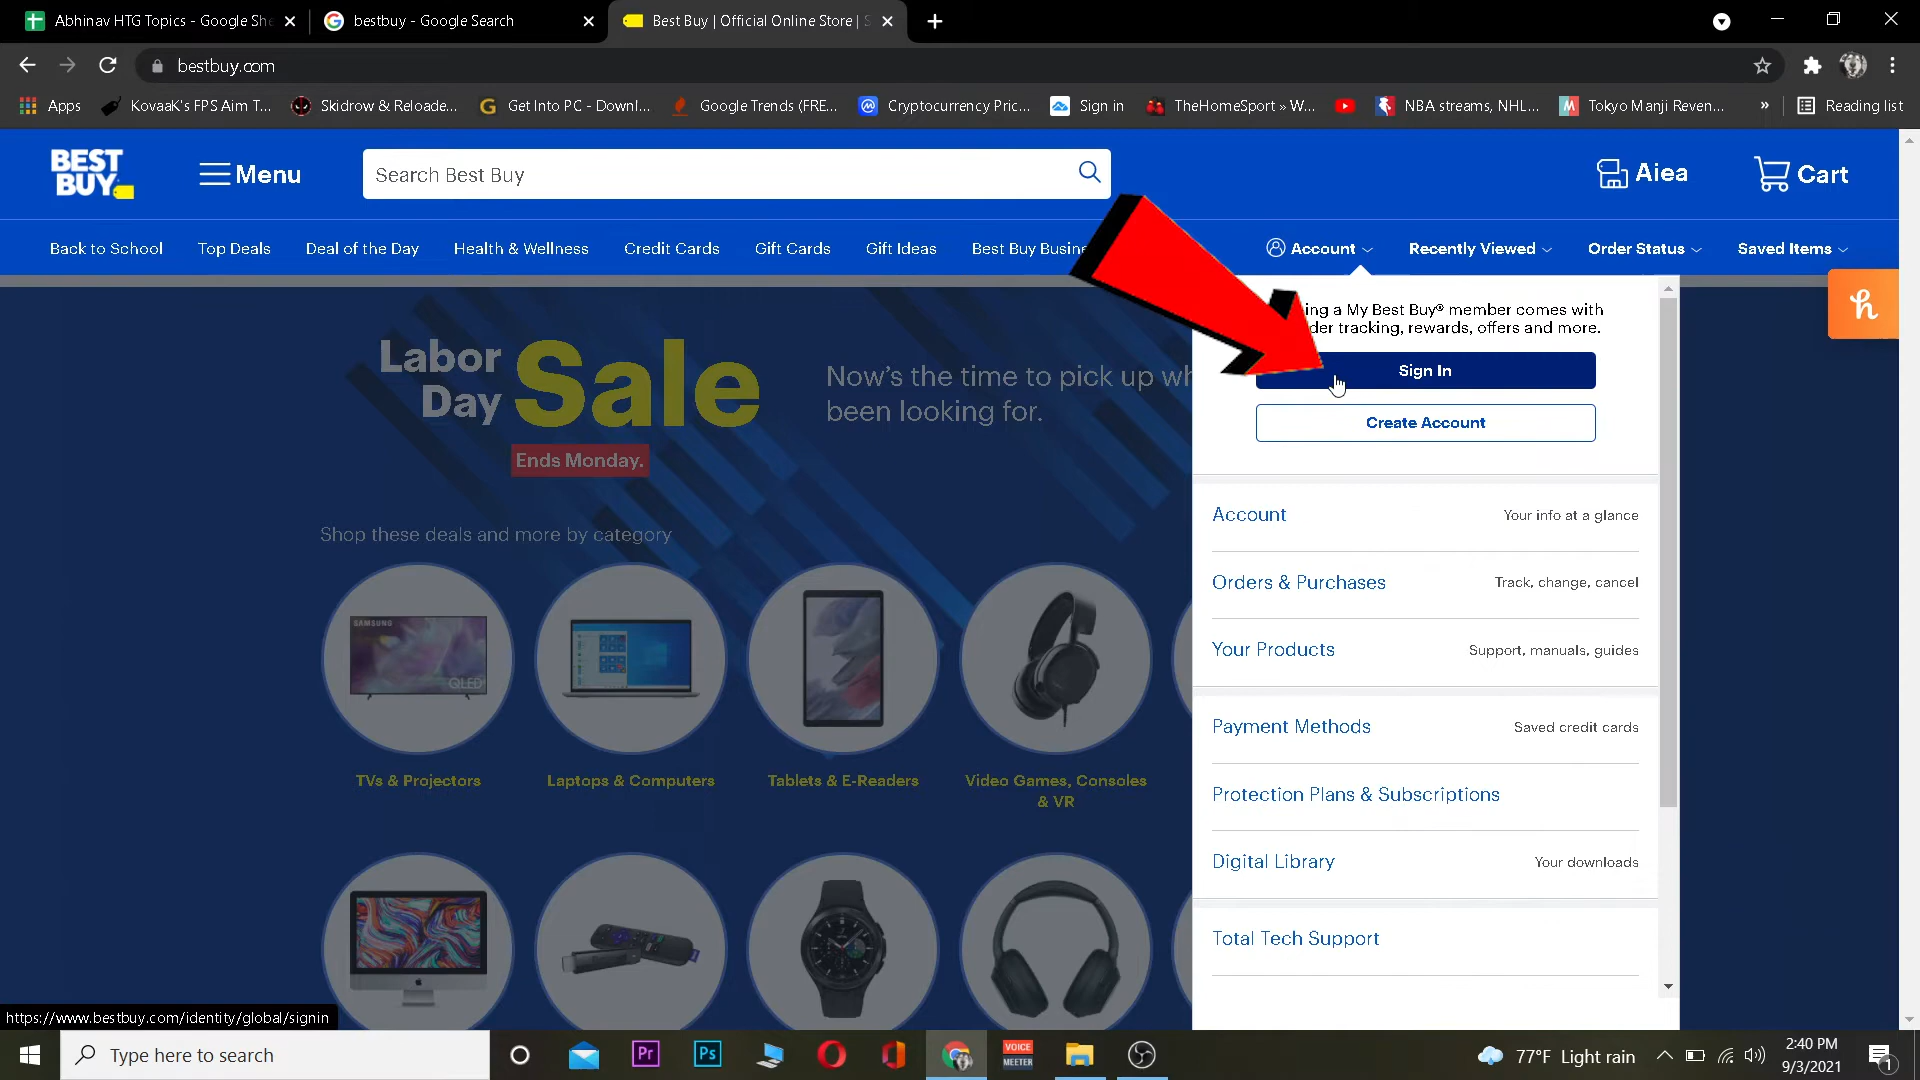 Abhinav HTG Topics - Google She
bestbuy - Google Search
Best Buy | Official Online Store | S
bestbuy.com
Apps
KovaaK's FPS Aim T...
Skidrow & Reloade...
Get Into PC - Downl...
Google Trends (FRE...
Cryptocurrency Pric...
Sign in
TheHomeSport » W...
NBA streams, NHL...
Tokyo Manji Reven...
»
Reading list
BEST
BUY
Menu
Search Best Buy
Aiea
Cart
Back to School
Top Deals
Deal of the Day
Health & Wellness
Credit Cards
Gift Cards
Gift Ideas
Best Buy Busine
Account
Recently Viewed
Order Status
Saved Items
ing a My Best Buy® member comes with
der tracking, rewards, offers and more.
Sign In
Create Account
Labor
Day
Sale
Ends Monday.
Now's the time to pick up wh
been looking for.
Shop these deals and more by category
SAMSUNG
QLED
TVs & Projectors
Laptops & Computers
Tablets & E-Readers
Video Games, Consoles
& VR
Account
Your info at a glance
Orders & Purchases
Track, change, cancel
Your Products
Support, manuals, guides
Payment Methods
Saved credit cards
Protection Plans & Subscriptions
Digital Library
Your downloads
Total Tech Support
h
https://www.bestbuy.com/identity/global/signin
Type here to search
Pr
Ps
VOICE
MEETER
77°F Light rain
2:40 PM
9/3/2021
1